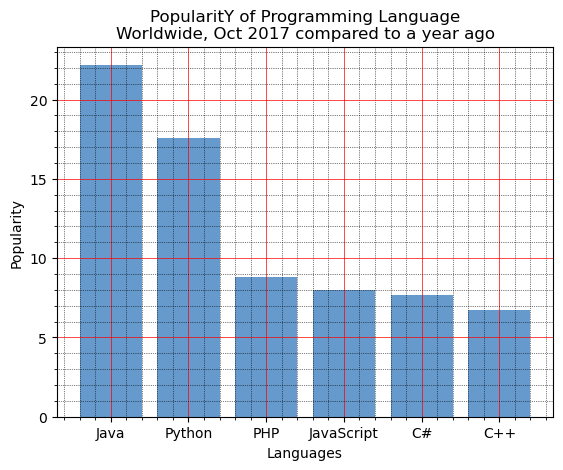 PopularitY of Programming Language
Worldwide, Oct 2017 compared to a year ago
Popularity
20
15
10
5
0
Java Python PHP JavaScript C# C++
Languages